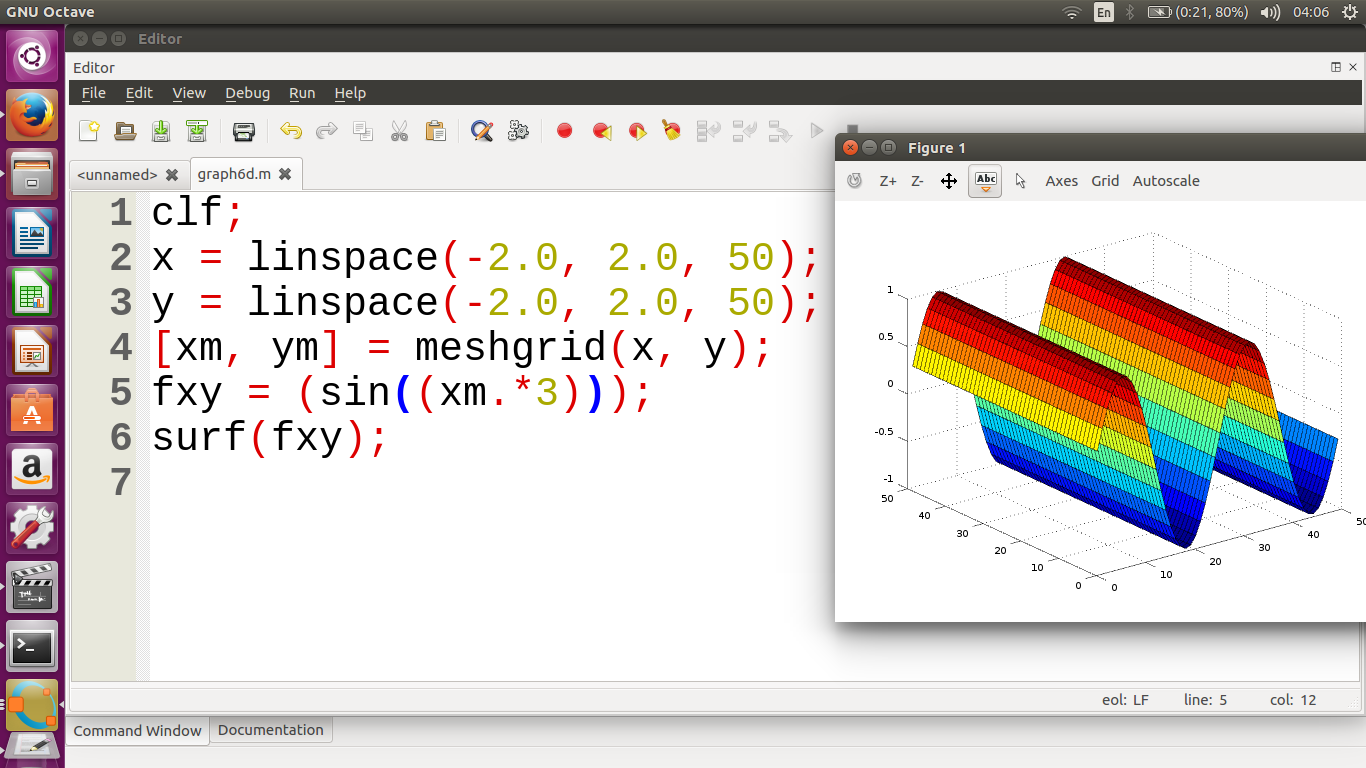 GNU Octave
En
(0:21, 80%)
04:06
Editor
Editor
File Edit View Debug Run Help
<unnamed>
graph6d.m
1 clf;
2 x = linspace(-2.0, 2.0, 50);
3 y = linspace(-2.0, 2.0, 50);
4 [xm, ym] = meshgrid(x, y);
5 fxy = (sin((xm.*3)));
6 surf(fxy);
7
Figure 1
Z+ Z- Abc Axes Grid Autoscale
1
0.5
0
-0.5
-1
50
40
30
20
10
0
0
10
20
30
40
50
eol: LF line: 5 col: 12
Command Window
Documentation